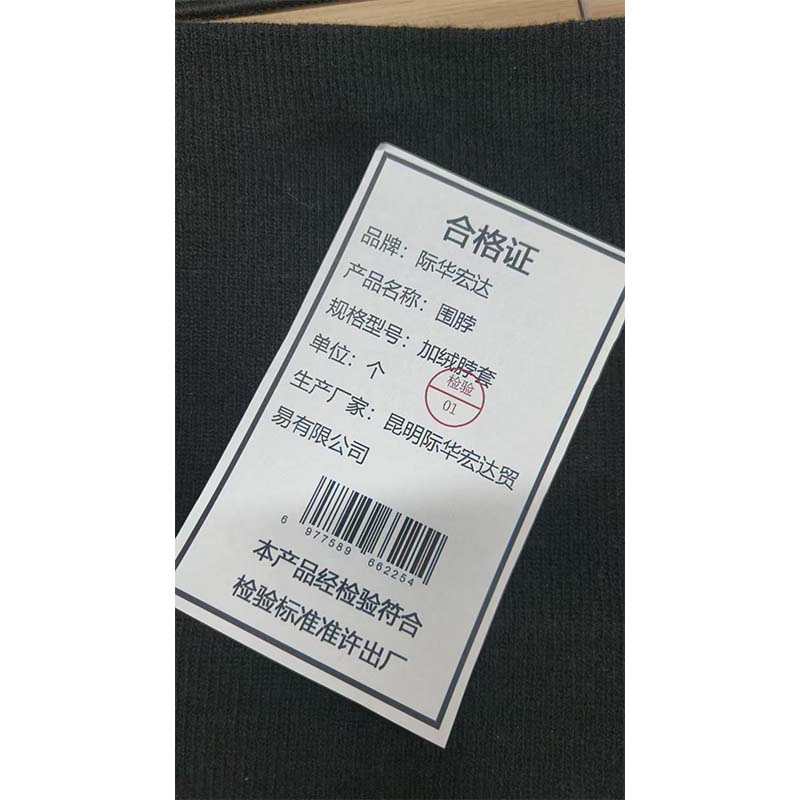 合格证
品牌：际华宏达
产品名称：围脖
规格型号：加绒脖套
单位：个
检验
01
生产厂家：昆明际华宏达贸
易有限公司
6 977589 662254
本产品经检验符合
检验标准准许出厂